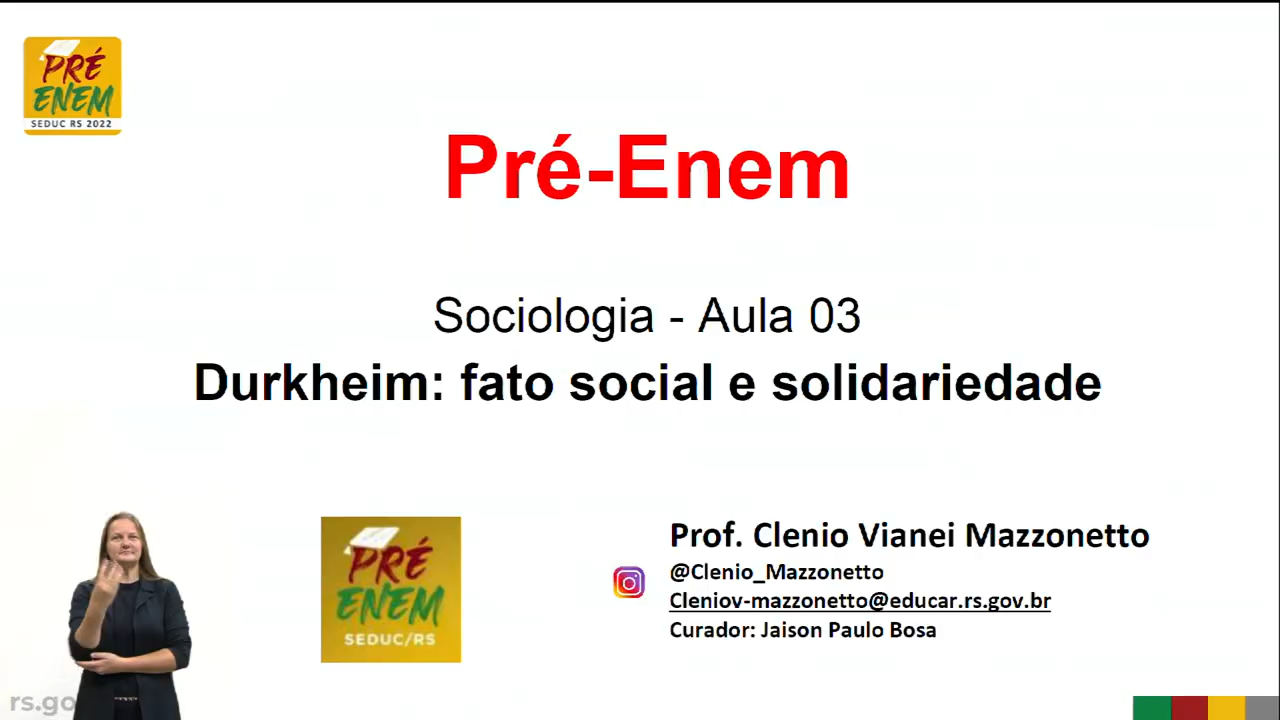 PRÉ
ENEM
SEDUC RS 2022
Pré-Enem
Sociologia - Aula 03
Durkheim: fato social e solidariedade
PRÉ
ENEM
SEDUC/RS
Prof. Clenio Vianei Mazzonetto
@Clenio_Mazzonetto
Cleniov-mazzonetto@educar.rs.gov.br
Curador: Jaison Paulo Bosa
rs.go